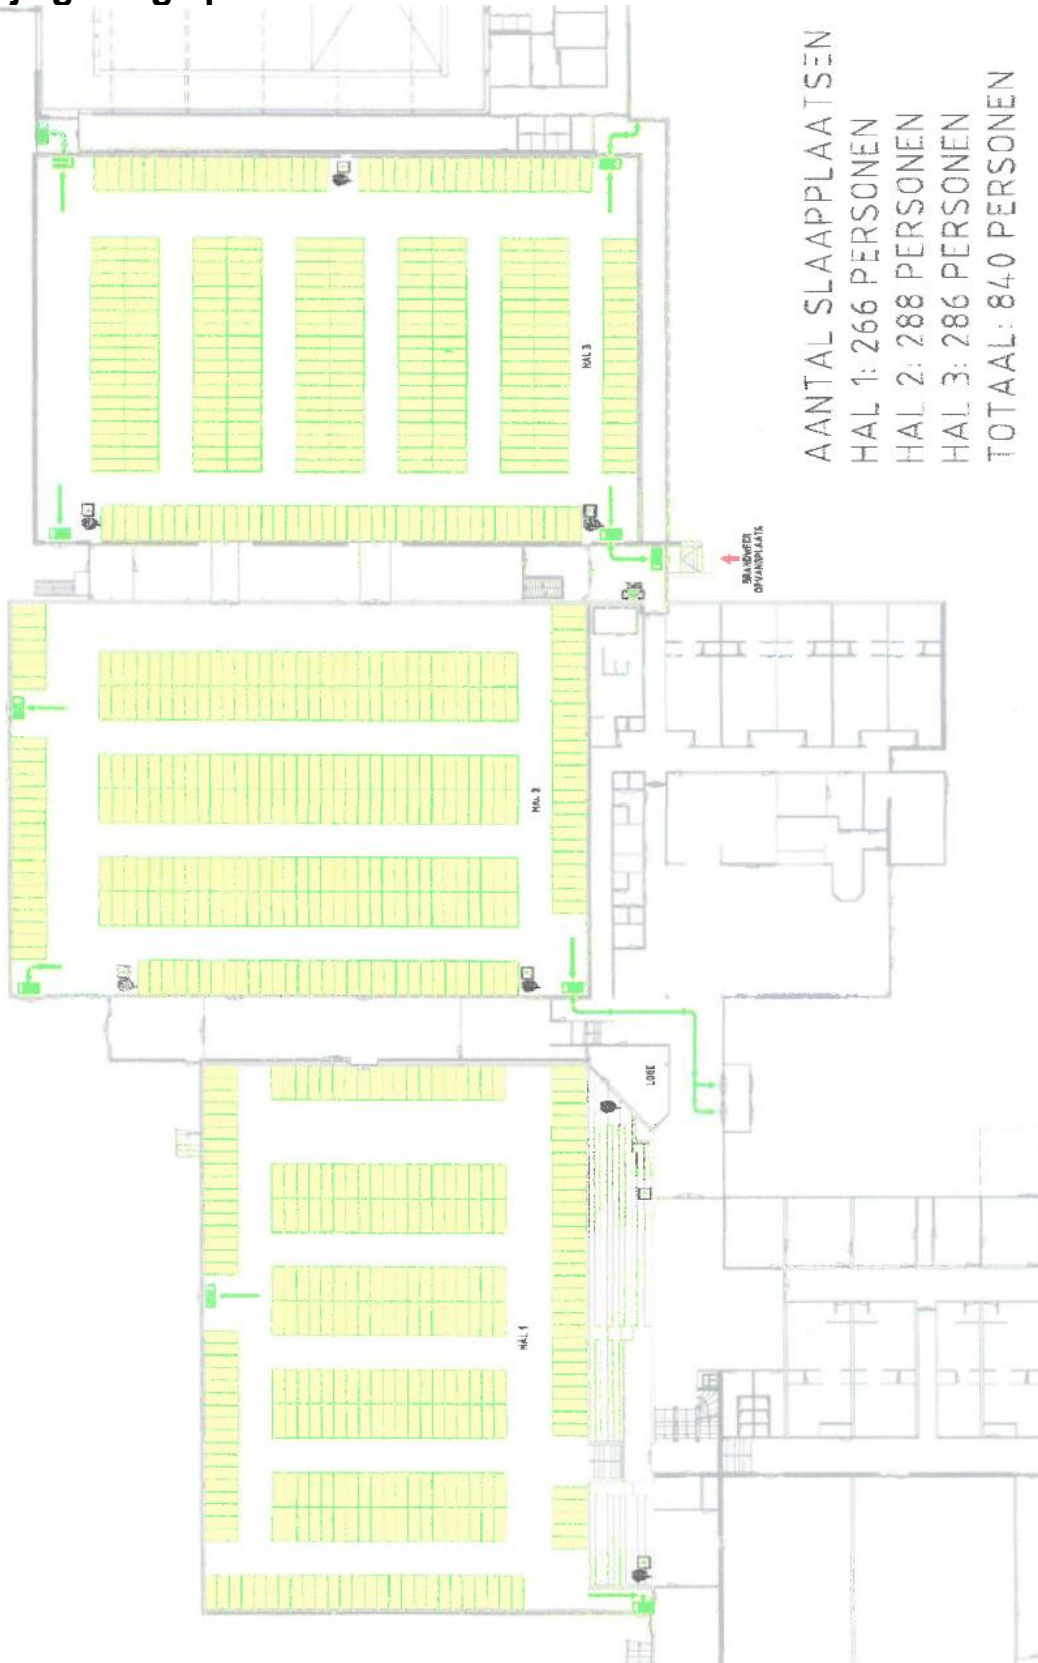 AANTAL SLAAPPLAATSEN
HAL 1: 266 PERSONEN
HAL 2: 288 PERSONEN
HAL 3: 286 PERSONEN
TOTAAL: 840 PERSONEN
HAL 3
BRANDWEER
OPVANGPLAATS
HAL 2
LOGE
HAL 1